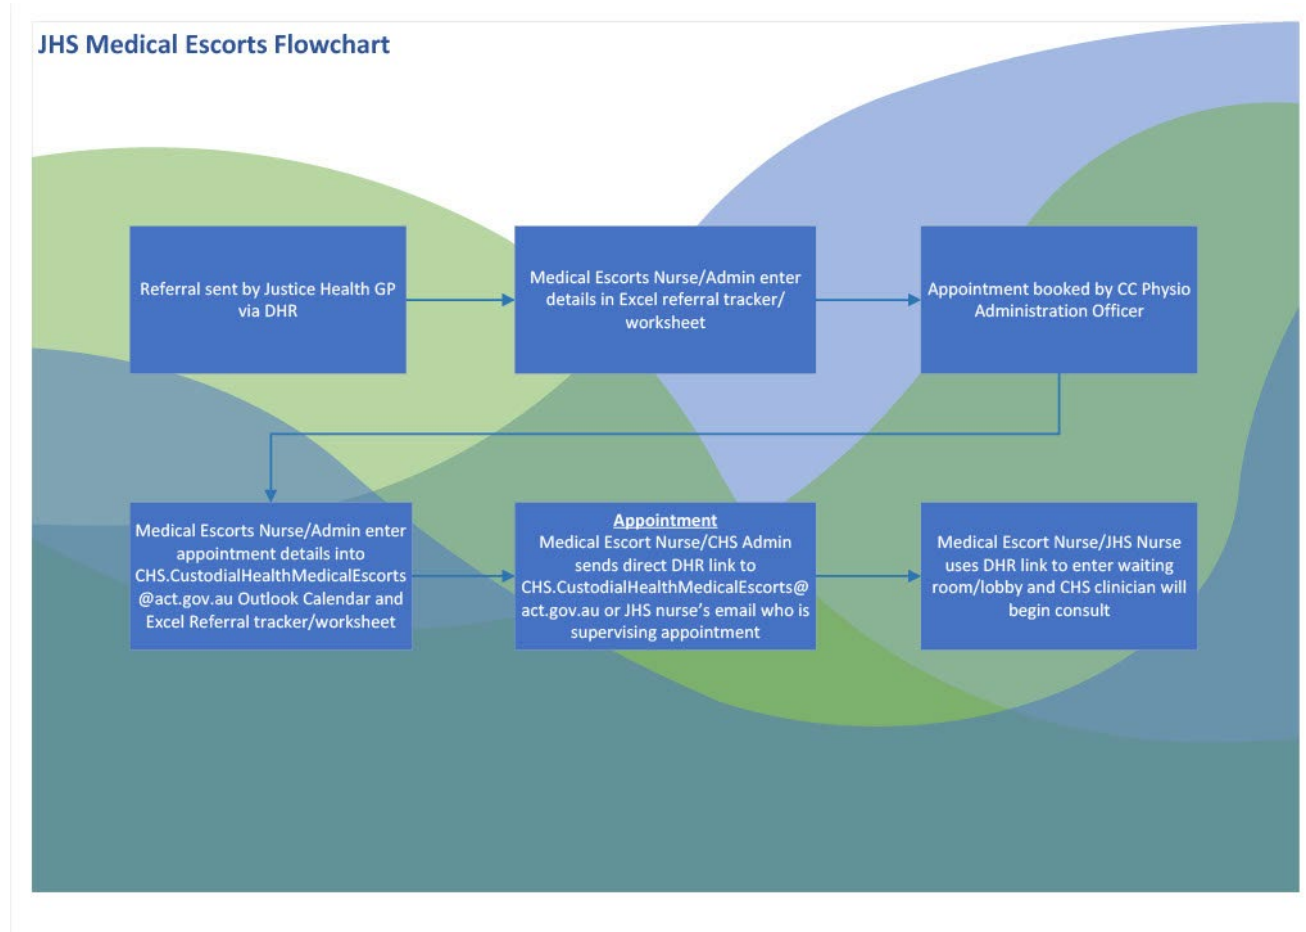 JHS Medical Escorts Flowchart
Referral sent by Justice Health GP
via DHR
Medical Escorts Nurse/Admin enter
details in Excel referral tracker/
worksheet
Appointment booked by CC Physio
Administration Officer
Medical Escorts Nurse/Admin enter
appointment details into
CHS.CustodialHealthMedicalEscorts
@act.gov.au Outlook Calendar and
Excel Referral tracker/worksheet
Appointment
Medical Escort Nurse/CHS Admin
sends direct DHR link to
CHS.CustodialHealthMedicalEscorts@
act.gov.au or JHS nurse’s email who is
supervising appointment
Medical Escort Nurse/JHS Nurse
uses DHR link to enter waiting
room/lobby and CHS clinician will
begin consult